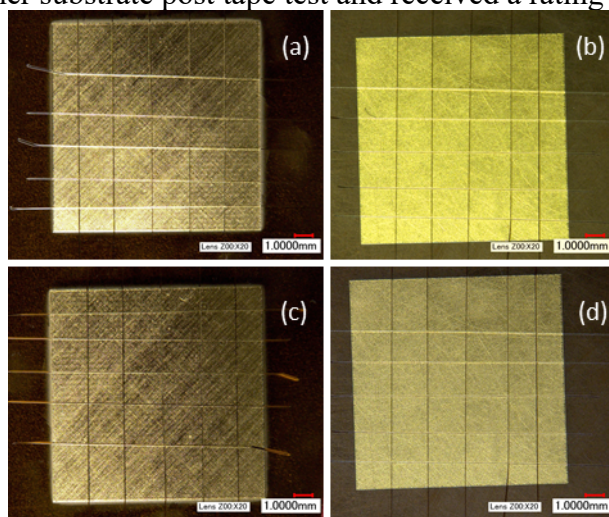 ner substrate post tape test and received a rating
(a)
(b)
Lens Z00:X20
1.0000mm
Lens Z00:X20
1.0000mm
(c)
(d)
Lens Z00:X20
1.0000mm
Lens Z00:X20
1.0000mm